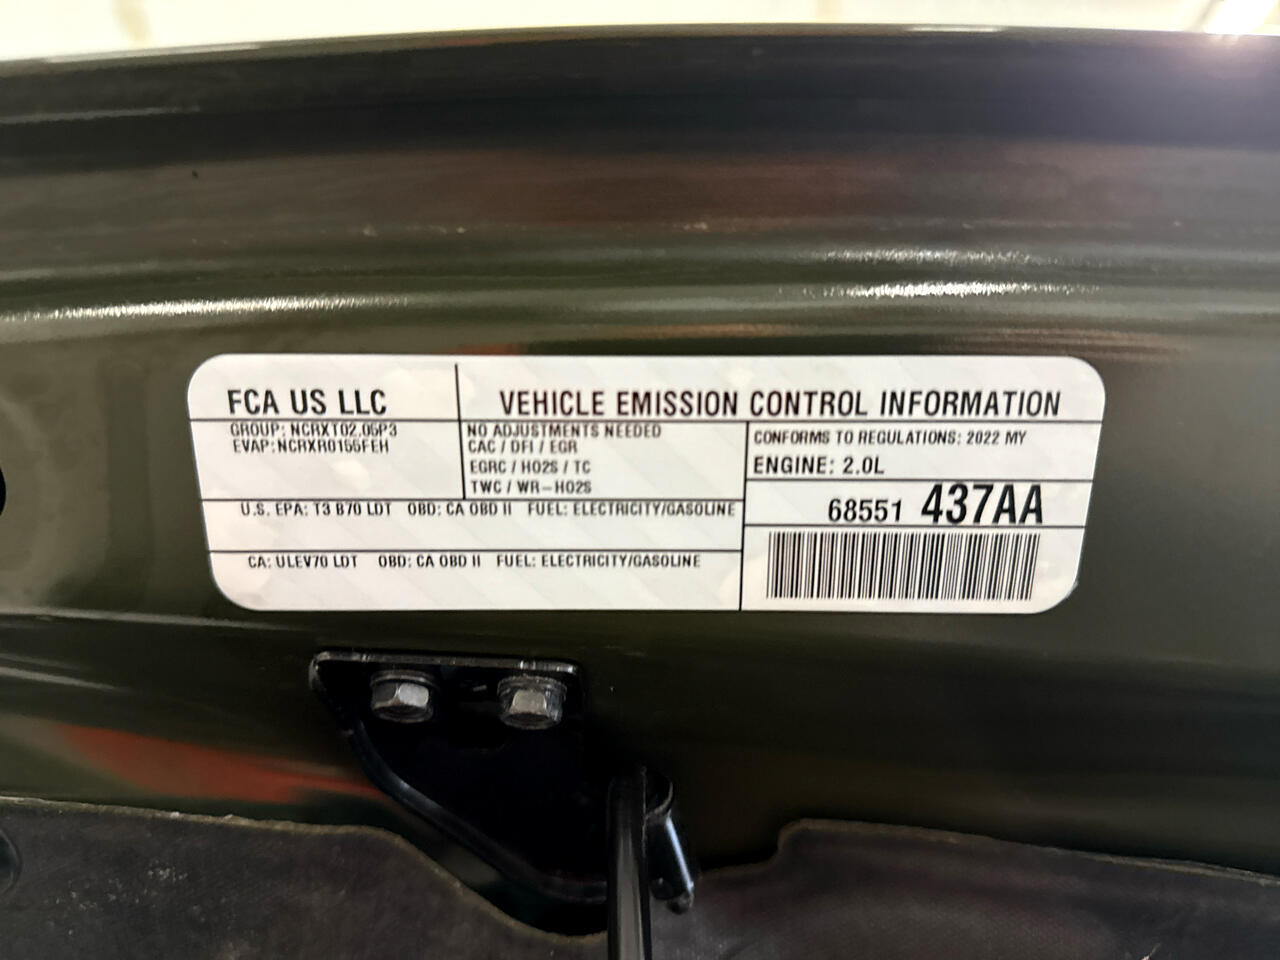 FCA US LLC
VEHICLE EMISSION CONTROL INFORMATION
GROUP: NCRXT02.05P3
EVAP: NCRXR0155FEH
NO ADJUSTMENTS NEEDED
CAC / DFI / EGR
EGRC / HO2S / TC
TWC / WR-HO2S
CONFORMS TO REGULATIONS: 2022 MY
ENGINE: 2.0L
68551 437AA
U.S. EPA: T3 B70 LDT OBD: CA OBD II FUEL: ELECTRICITY/GASOLINE
CA: ULEV70 LDT OBD: CA OBD II FUEL: ELECTRICITY/GASOLINE